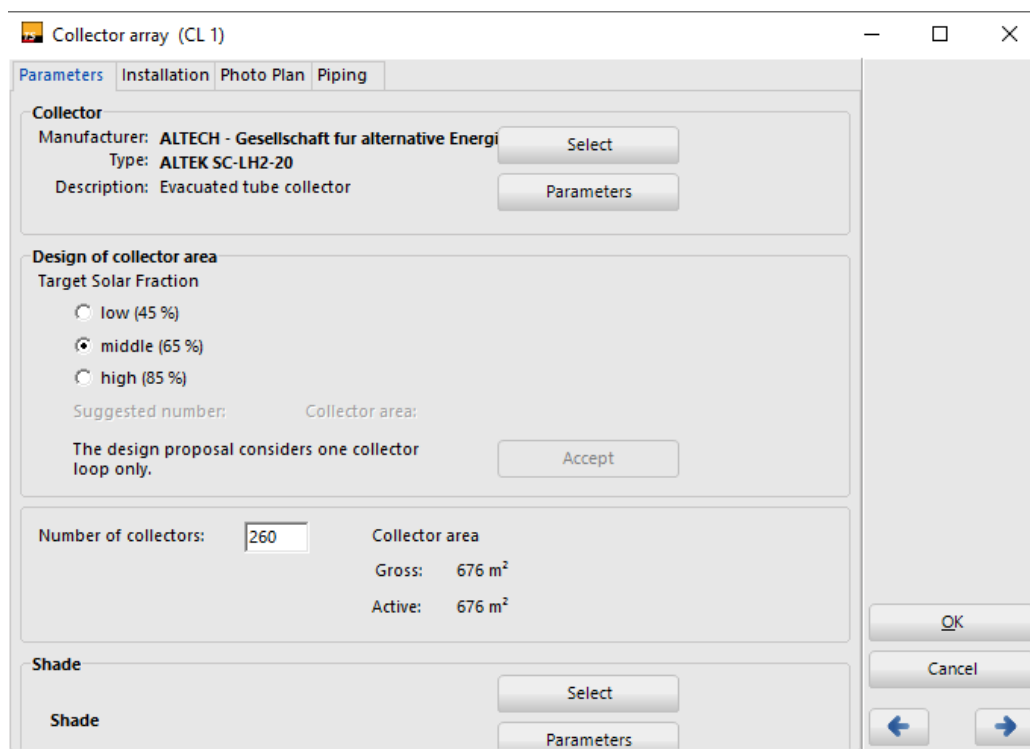 TS Collector array (CL 1)
Parameters Installation Photo Plan Piping
Collector
Manufacturer: ALTECH - Gesellschaft fur alternative Energi
Select
Type: ALTEK SC-LH2-20
Description: Evacuated tube collector
Parameters
Design of collector area
Target Solar Fraction
low (45 %)
middle (65 %)
high (85 %)
Suggested number: Collector area:
The design proposal considers one collector
loop only.
Accept
Number of collectors: 260 Collector area
Gross: 676 m²
Active: 676 m²
OK
Cancel
Shade
Select
Shade
Parameters